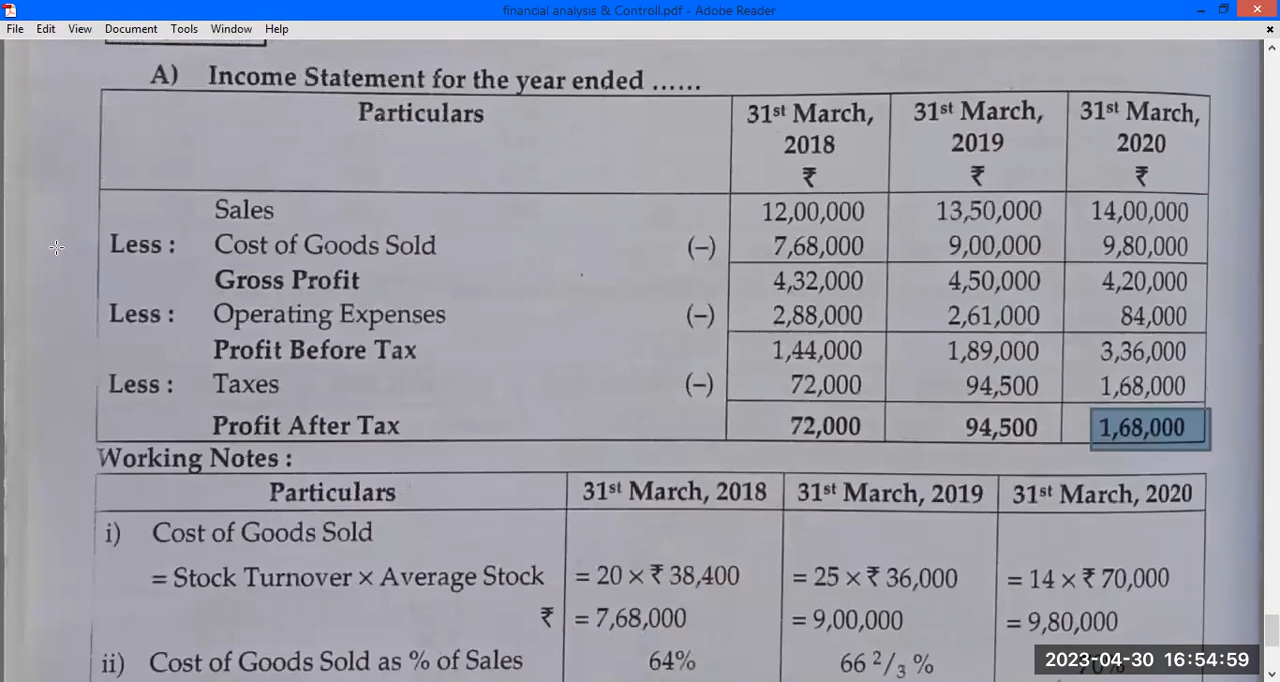 financial analysis & Controll.pdf - Adobe Reader
File Edit View Document Tools Window Help
A) Income Statement for the year ended ......
Particulars 31st March, 2018 ₹ 31st March, 2019 ₹ 31st March, 2020 ₹
Sales 12,00,000 13,50,000 14,00,000
Less : Cost of Goods Sold (–) 7,68,000 9,00,000 9,80,000
Gross Profit 4,32,000 4,50,000 4,20,000
Less : Operating Expenses (–) 2,88,000 2,61,000 84,000
Profit Before Tax 1,44,000 1,89,000 3,36,000
Less : Taxes (–) 72,000 94,500 1,68,000
Profit After Tax 72,000 94,500 1,68,000
Working Notes :
Particulars 31st March, 2018 31st March, 2019 31st March, 2020
i) Cost of Goods Sold
= Stock Turnover × Average Stock = 20 × ₹ 38,400 = 25 × ₹ 36,000 = 14 × ₹ 70,000
₹ = 7,68,000 = 9,00,000 = 9,80,000
ii) Cost of Goods Sold as % of Sales 64% 66 2/3 %
2023-04-30 16:54:59